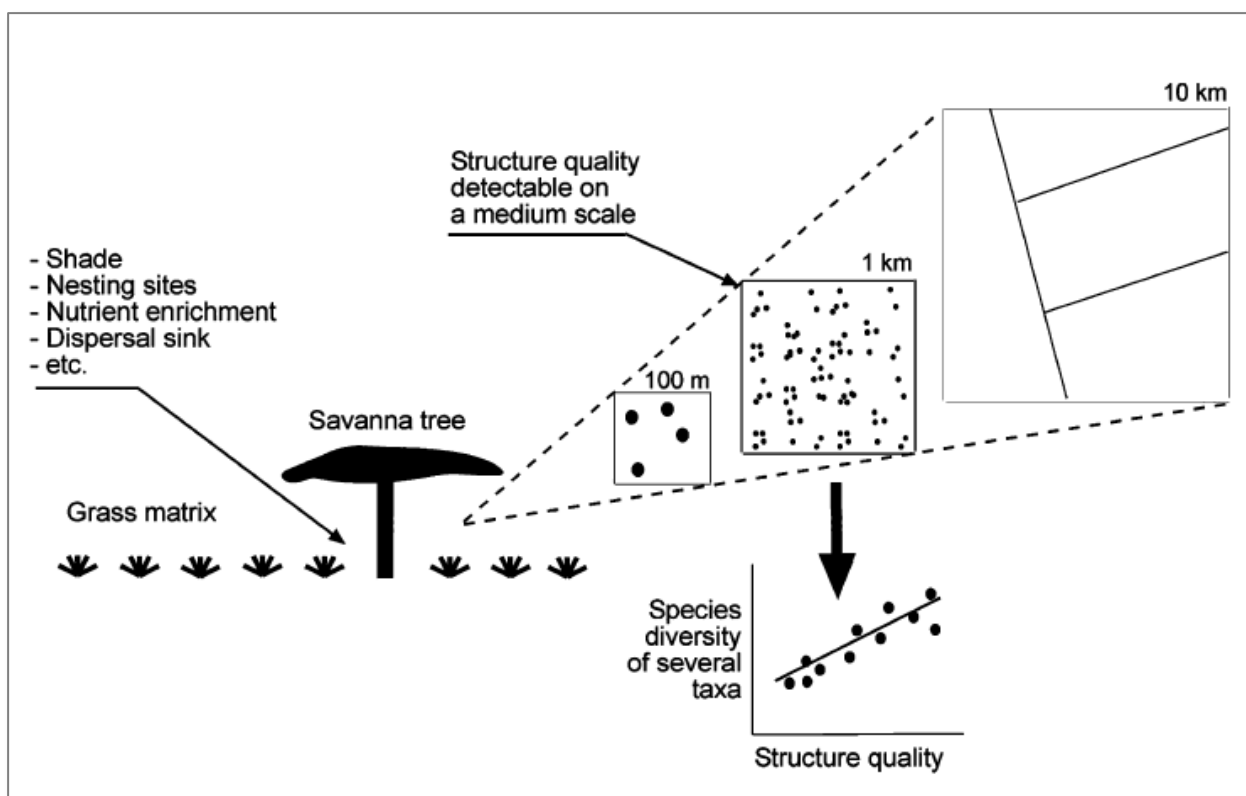 10 km
Structure quality
detectable on
a medium scale
- Shade
- Nesting sites
- Nutrient enrichment
- Dispersal sink
- etc.
1 km
100 m
Savanna tree
Grass matrix
Species
diversity
of several
taxa
Structure quality